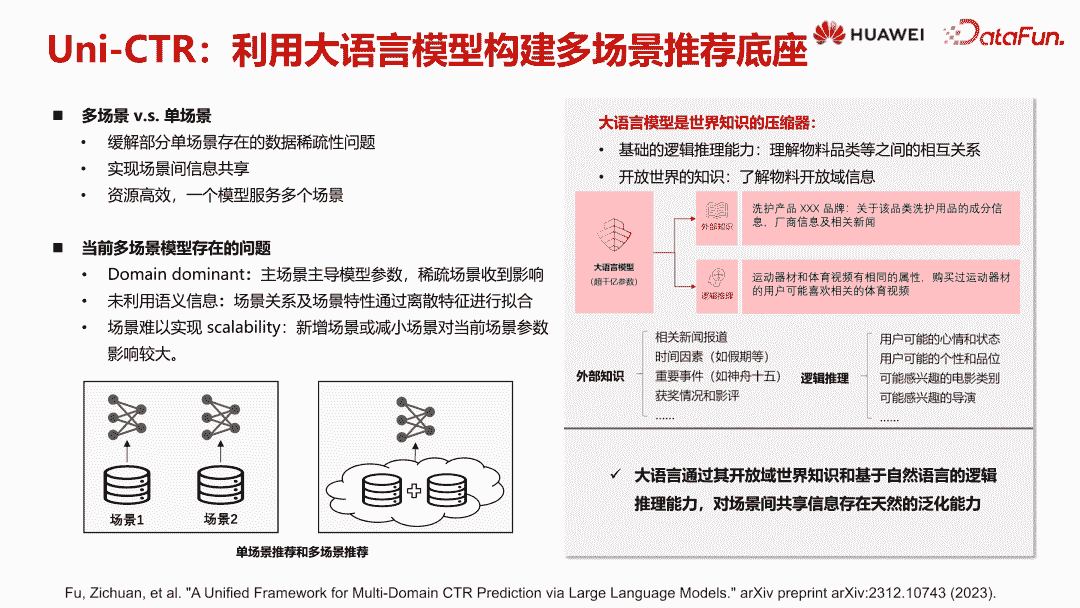 Uni-CTR：利用大语言模型构建多场景推荐底座
HUAWEI
DataFun.
■ 多场景 v.s. 单场景
• 缓解部分单场景存在的数据稀疏性问题
• 实现场景间信息共享
• 资源高效，一个模型服务多个场景
■ 当前多场景模型存在的问题
• Domain dominant：主场景主导模型参数，稀疏场景收到影响
• 未利用语义信息：场景关系及场景特性通过离散特征进行拟合
• 场景难以实现 scalability：新增场景或减小场景对当前场景参数
影响较大。
场景1
场景2
单场景推荐和多场景推荐
大语言模型是世界知识的压缩器：
• 基础的逻辑推理能力：理解物料品类等之间的相互关系
• 开放世界的知识：了解物料开放域信息
大语言模型
（超千亿参数）
外部知识
洗护产品 XXX 品牌：关于该品类洗护用品的成分信
息、厂商信息及相关新闻
逻辑推理
运动器材和体育视频有相同的属性，购买过运动器材
的用户可能喜欢相关的体育视频
外部知识
相关新闻报道
时间因素（如假期等）
重要事件（如神舟十五）
获奖情况和影评
......
逻辑推理
用户可能的心情和状态
用户可能的个性和品位
可能感兴趣的电影类别
可能感兴趣的导演
......
✓ 大语言通过其开放域世界知识和基于自然语言的逻辑
推理能力，对场景间共享信息存在天然的泛化能力
Fu, Zichuan, et al. "A Unified Framework for Multi-Domain CTR Prediction via Large Language Models." arXiv preprint arXiv:2312.10743 (2023).